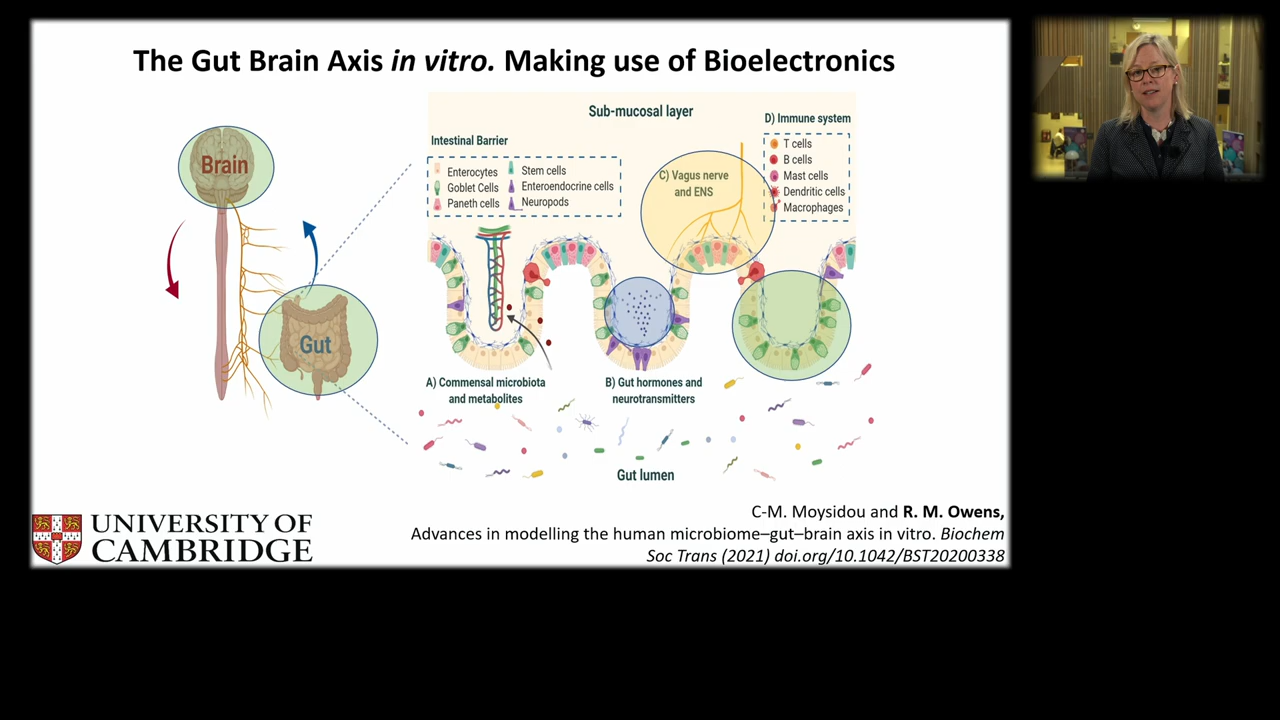 The Gut Brain Axis in vitro. Making use of Bioelectronics
Brain
Gut
Sub-mucosal layer
Intestinal Barrier
Enterocytes
Goblet Cells
Paneth cells
Stem cells
Enteroendocrine cells
Neuropods
C) Vagus nerve
and ENS
D) Immune system
T cells
B cells
Mast cells
Dendritic cells
Macrophages
A) Commensal microbiota
and metabolites
B) Gut hormones and
neurotransmitters
Gut lumen
UNIVERSITY OF
CAMBRIDGE
C-M. Moysidou and R. M. Owens,
Advances in modelling the human microbiome–gut–brain axis in vitro. Biochem
Soc Trans (2021) doi.org/10.1042/BST20200338